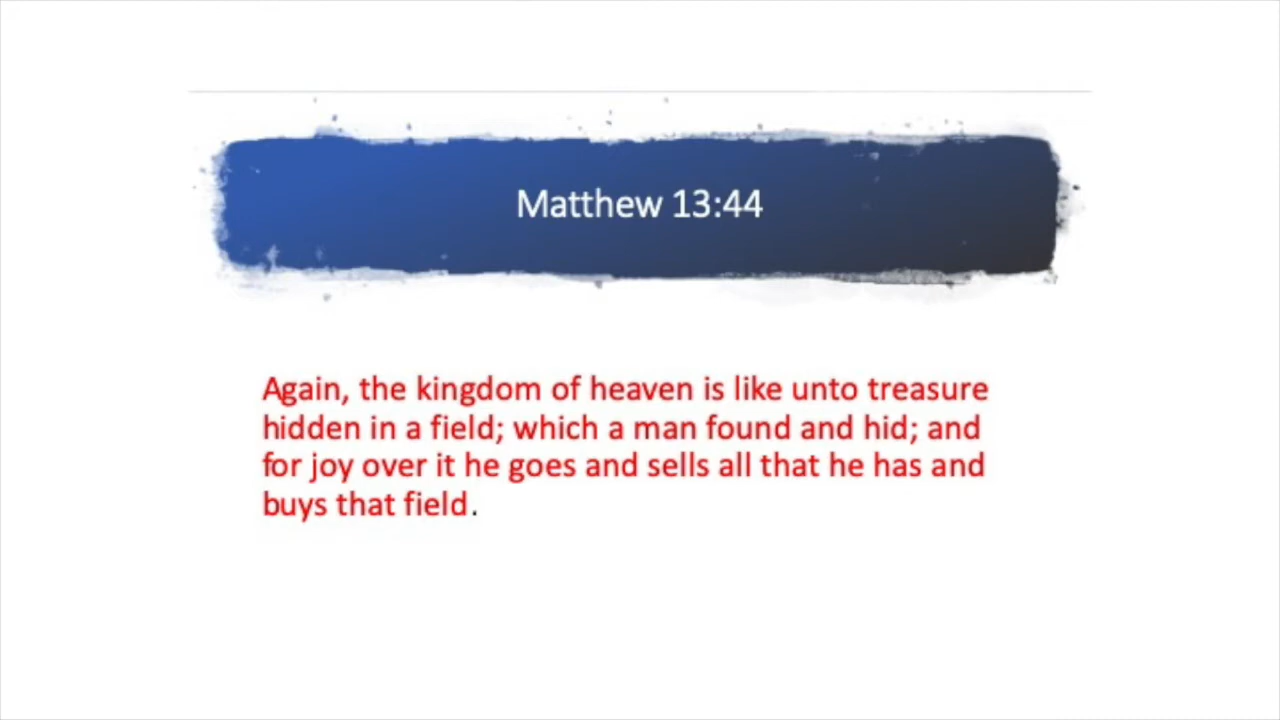 Matthew 13:44
Again, the kingdom of heaven is like unto treasure
hidden in a field; which a man found and hid; and
for joy over it he goes and sells all that he has and
buys that field.